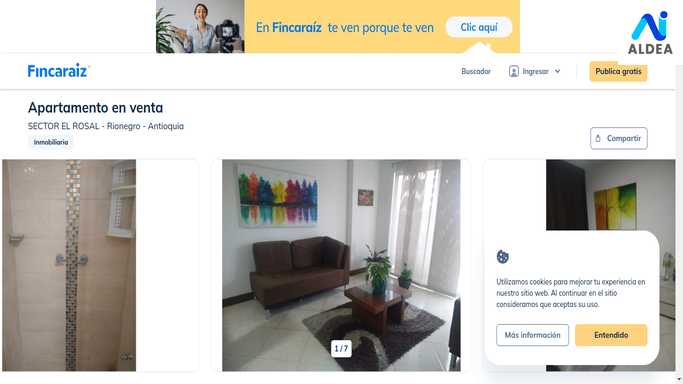 En Fincaraíz te ven porque te ven
Clic aquí
ALDEA
Fincaraiz
Buscador
Ingresar
Publica gratis
Apartamento en venta
SECTOR EL ROSAL - Rionegro - Antioquia
Inmobiliaria
Compartir
1 / 7
Utilizamos cookies para mejorar tu experiencia en
nuestro sitio web. Al continuar en el sitio
consideramos que aceptas su uso.
Más información
Entendido